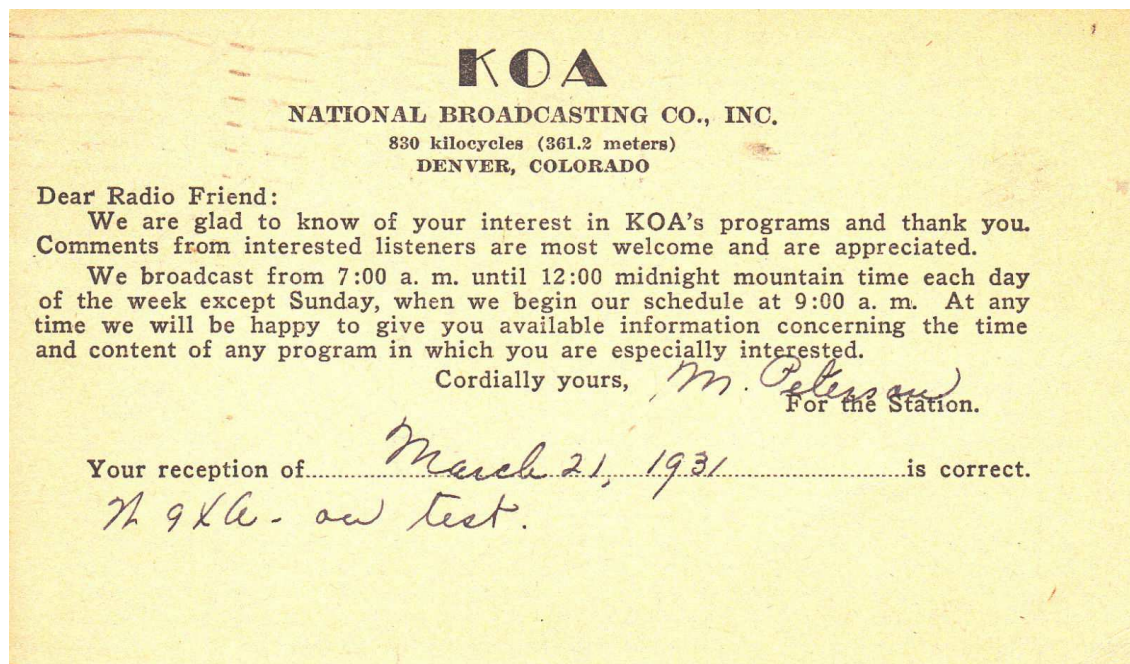 KOA
NATIONAL BROADCASTING CO., INC.
830 kilocycles (361.2 meters)
DENVER, COLORADO
Dear Radio Friend:
We are glad to know of your interest in KOA's programs and thank you.
Comments from interested listeners are most welcome and are appreciated.
We broadcast from 7:00 a. m. until 12:00 midnight mountain time each day
of the week except Sunday, when we begin our schedule at 9:00 a. m. At any
time we will be happy to give you available information concerning the time
and content of any program in which you are especially interested.
Cordially yours, M. Peterson
For the Station.
Your reception of March 21, 1931 is correct.
9XA - on test.